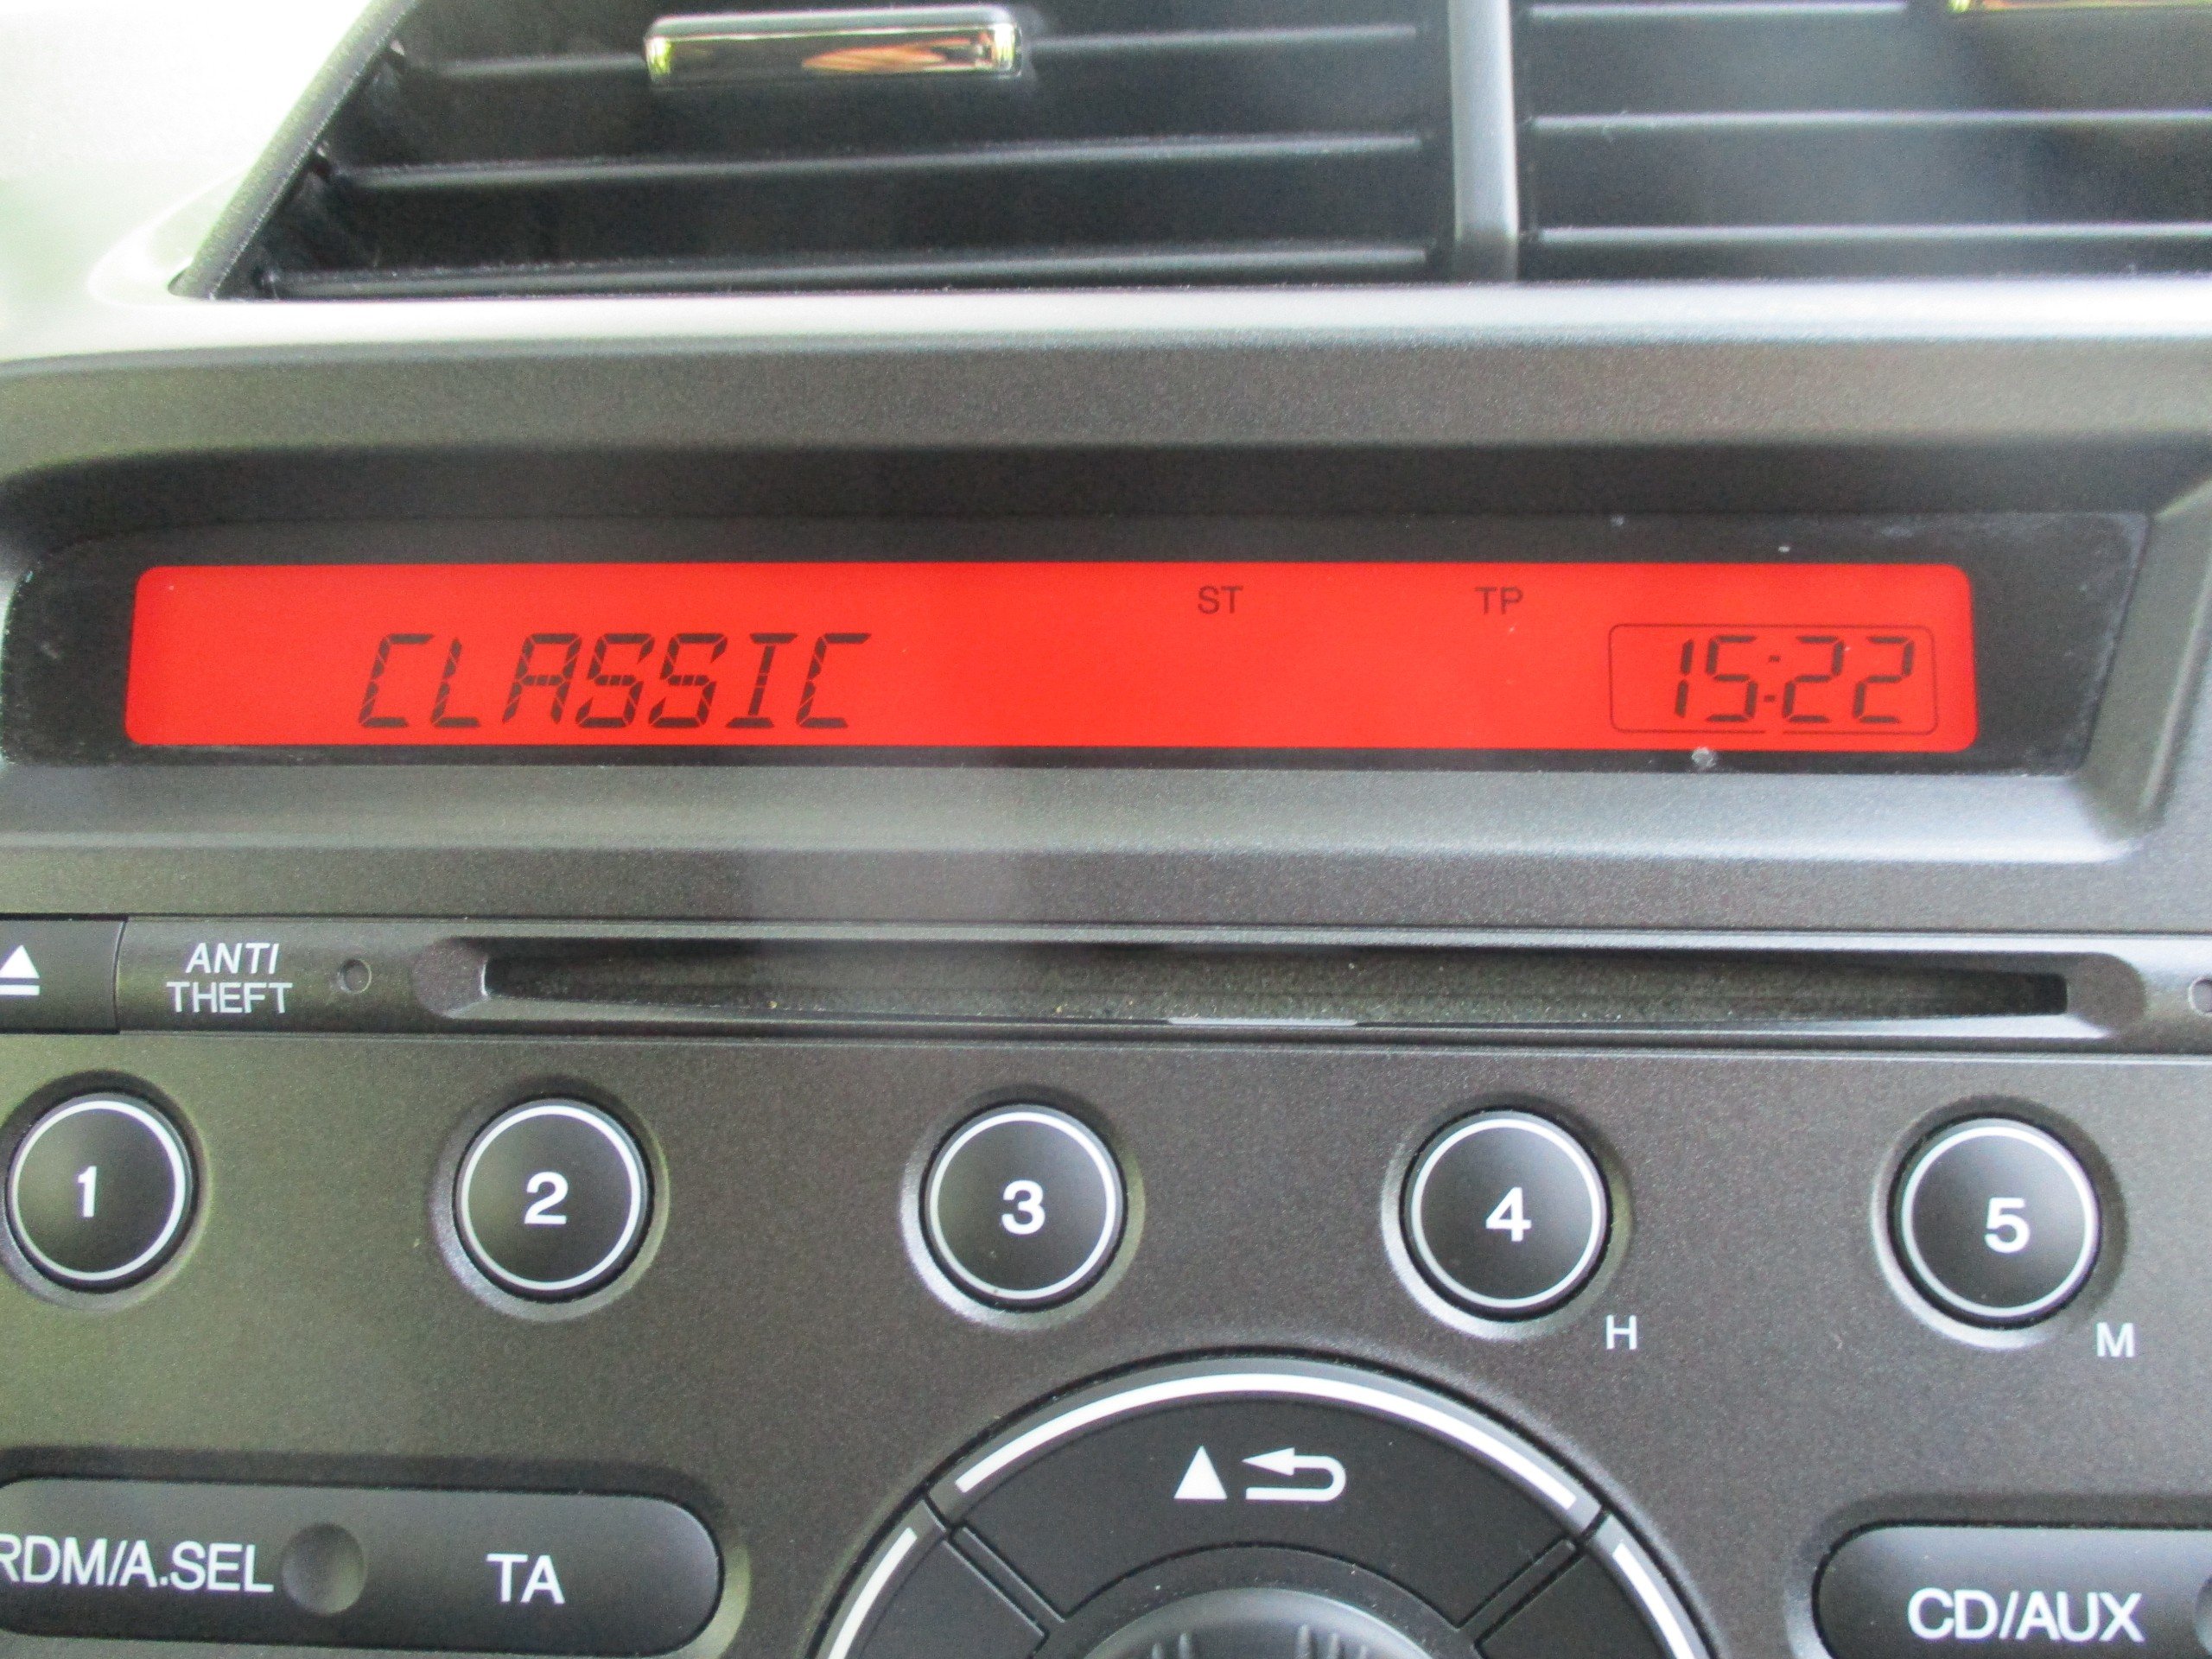 ST TP
CLASSIC 15:22
ANTI
THEFT
1 2 3 4 5
H M
RDM/A.SEL TA CD/AUX